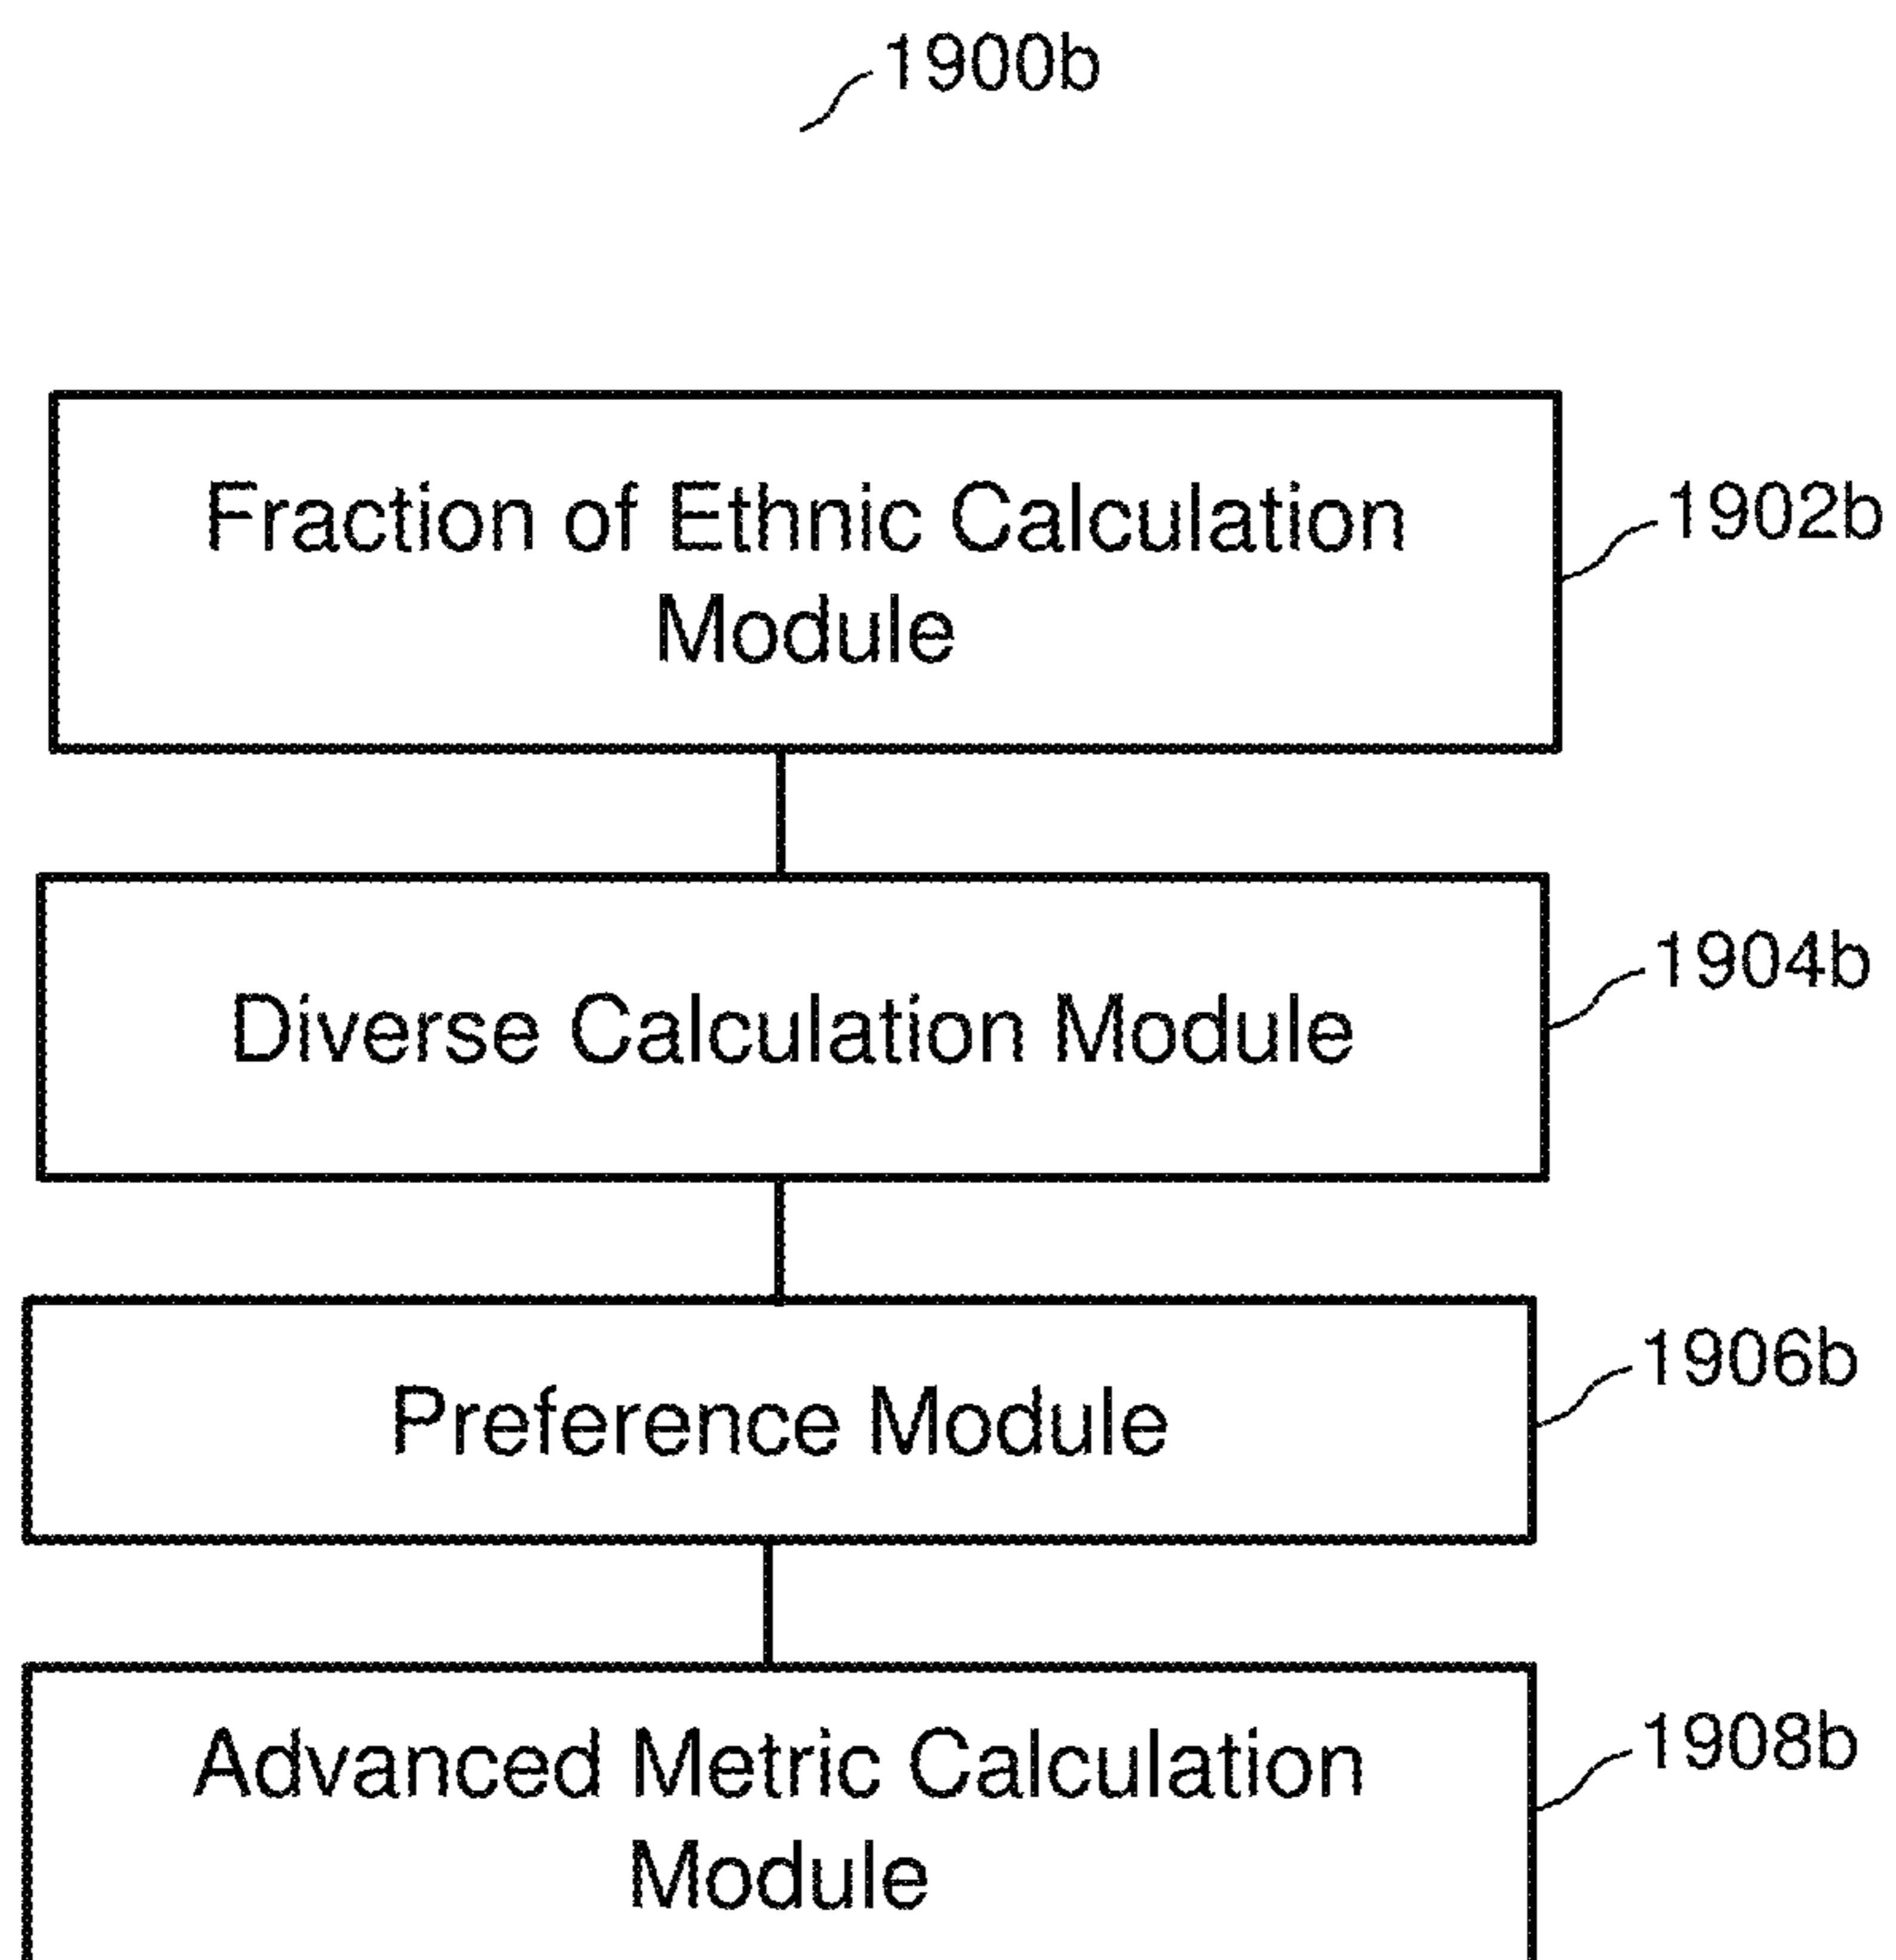 1900b
Fraction of Ethnic Calculation
Module
1902b
Diverse Calculation Module
1904b
Preference Module
1906b
Advanced Metric Calculation
Module
1908b